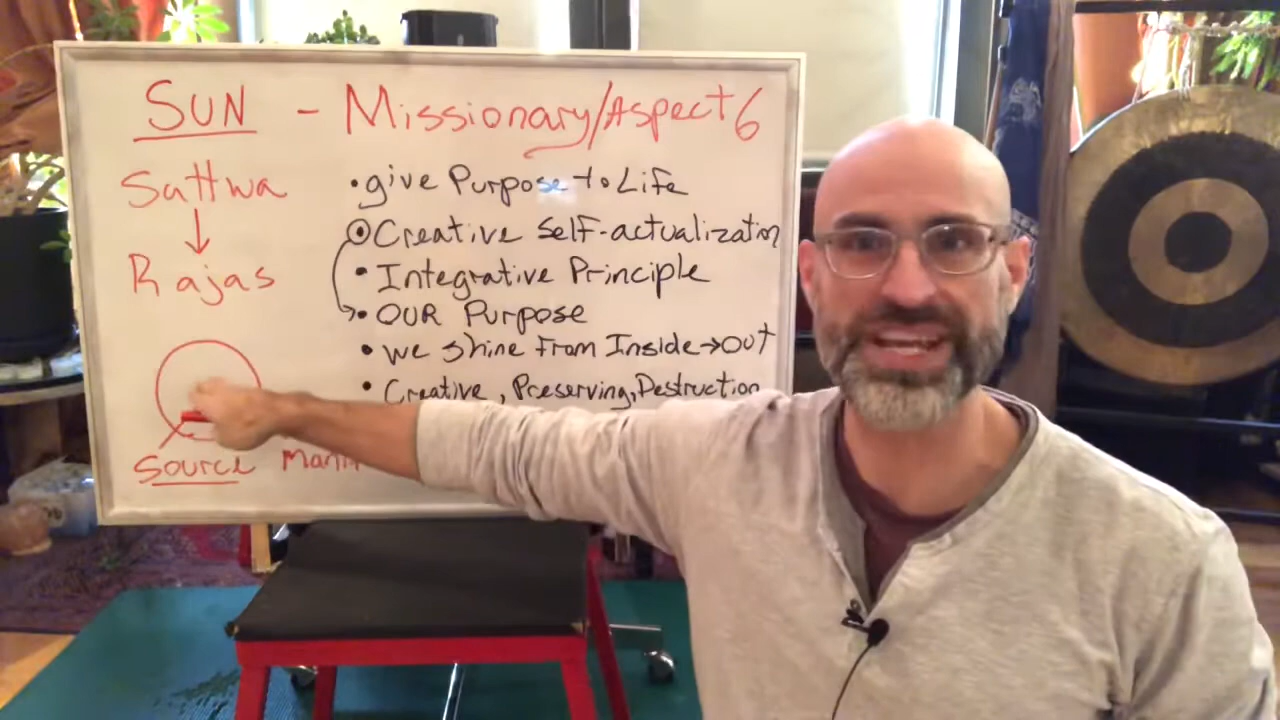 SUN - Missionary/Aspect 6
Sattwa
Rajas
• give Purpose to Life
• Creative Self-actualization
• Integrative Principle
• OUR Purpose
• we shine From Inside→Out
• Creative, Preserving, Destruction
Source